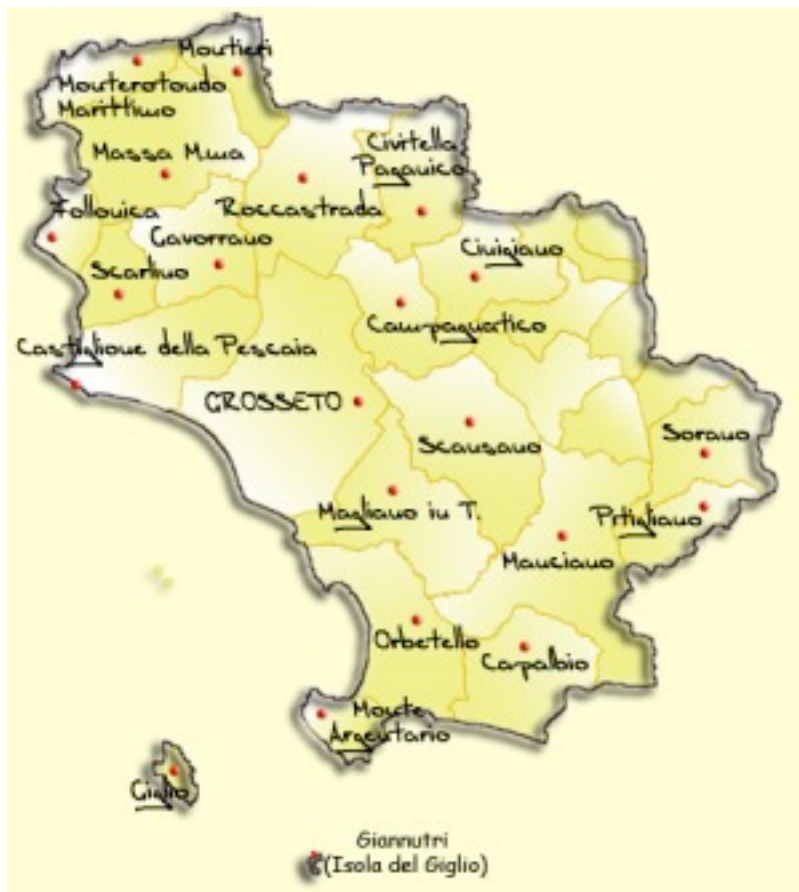 Montieri
Monterotondo
Marittimo
Massa M.ma
Civitella
Paganico
Follonica
Roccastrada
Gavorrano
Cinigiano
Scarlino
Campagnatico
Castiglione della Pescaia
GROSSETO
Scansano
Sorano
Magliano in T.
Pitigliano
Manciano
Orbetello
Capalbio
Monte
Argentario
Giglio
Giannutri
(Isola del Giglio)